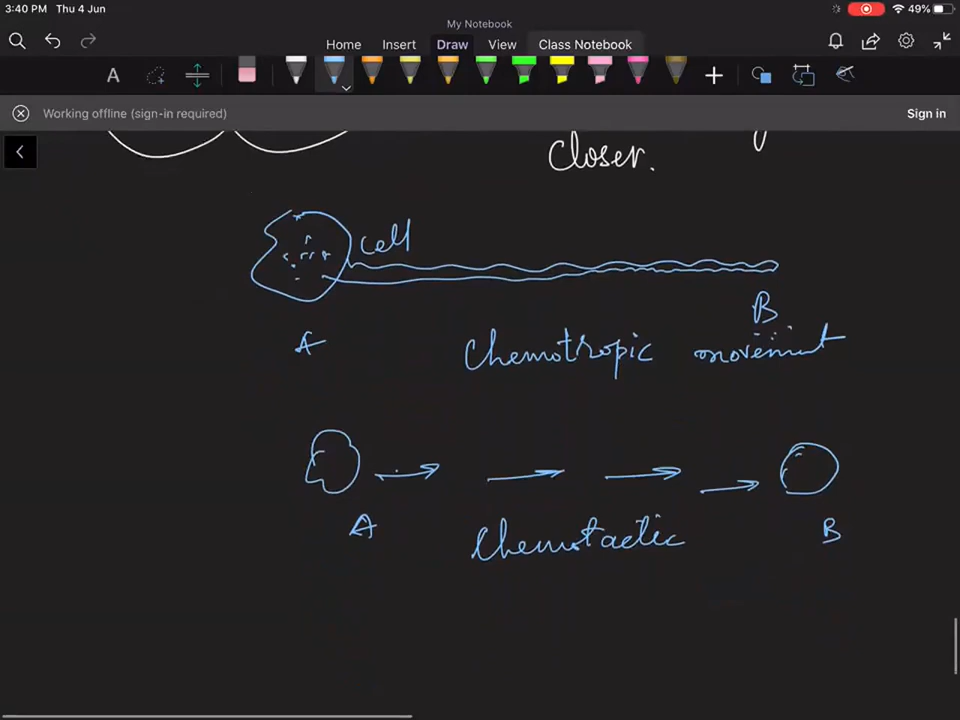 3:40 PM Thu 4 Jun
49%
My Notebook
Home Insert Draw View Class Notebook
A
Working offline (sign-in required)
Sign in
closer.
cell
B
A
Chemotropic movement
A
B
Chemotactic